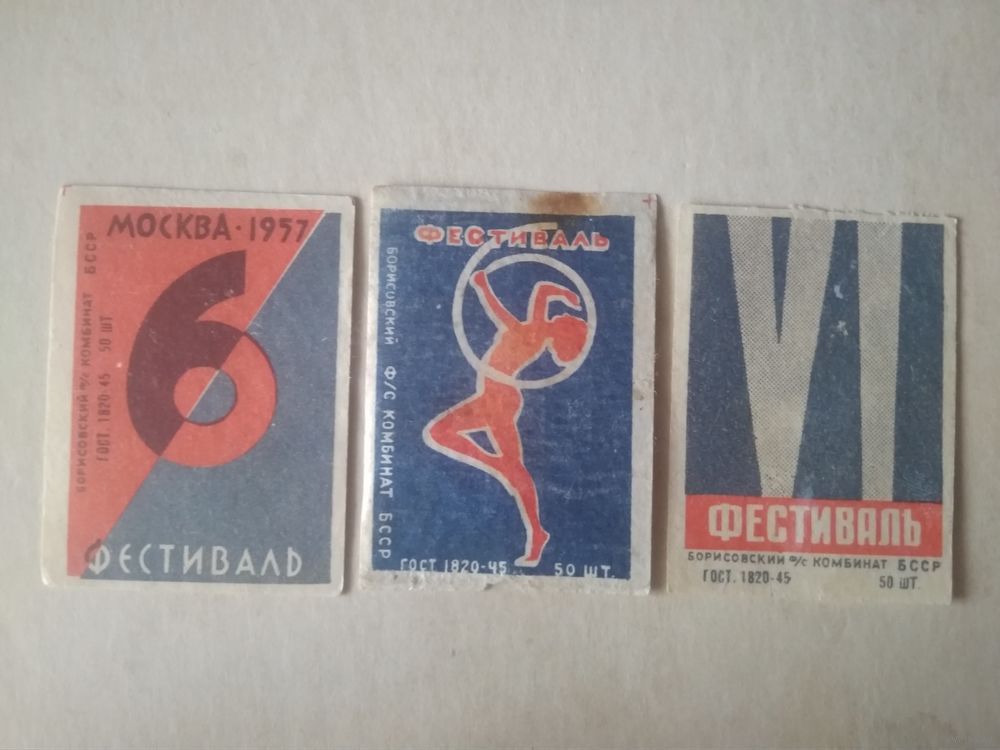 МОСКВА·1957
6
БОРИСОВСКИЙ Ф/С КОМБИНАТ БССР
ГОСТ. 1820-45 50 ШТ
ФЕСТИВАЛЬ
ФЕСТИВАЛЬ
БОРИСОВСКИЙ Ф/С КОМБИНАТ БССР
ГОСТ 1820-45 50 ШТ.
VI
ФЕСТИВАЛЬ
БОРИСОВСКИЙ Ф/С КОМБИНАТ БССР
ГОСТ. 1820-45 50 ШТ.